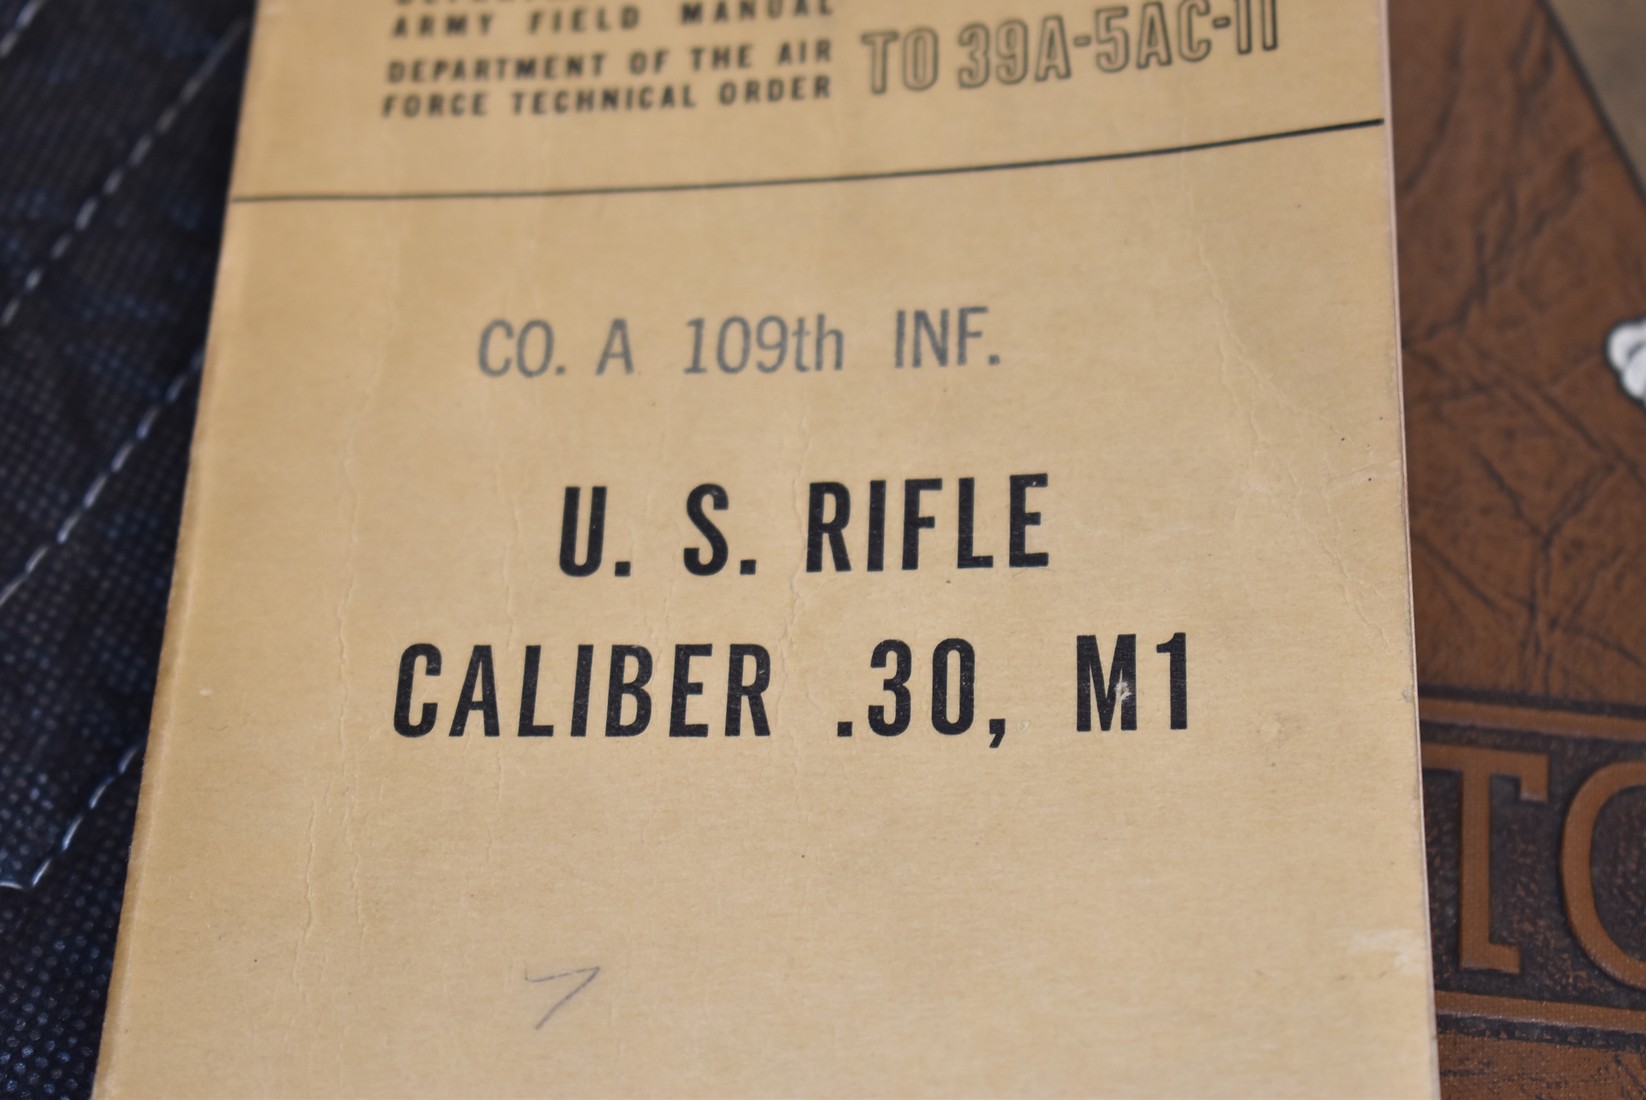 ARMY FIELD MANUAL
DEPARTMENT OF THE AIR
FORCE TECHNICAL ORDER
TO 39A-5AC-11
CO. A 109th INF.
U. S. RIFLE
CALIBER .30, M1
7
TO